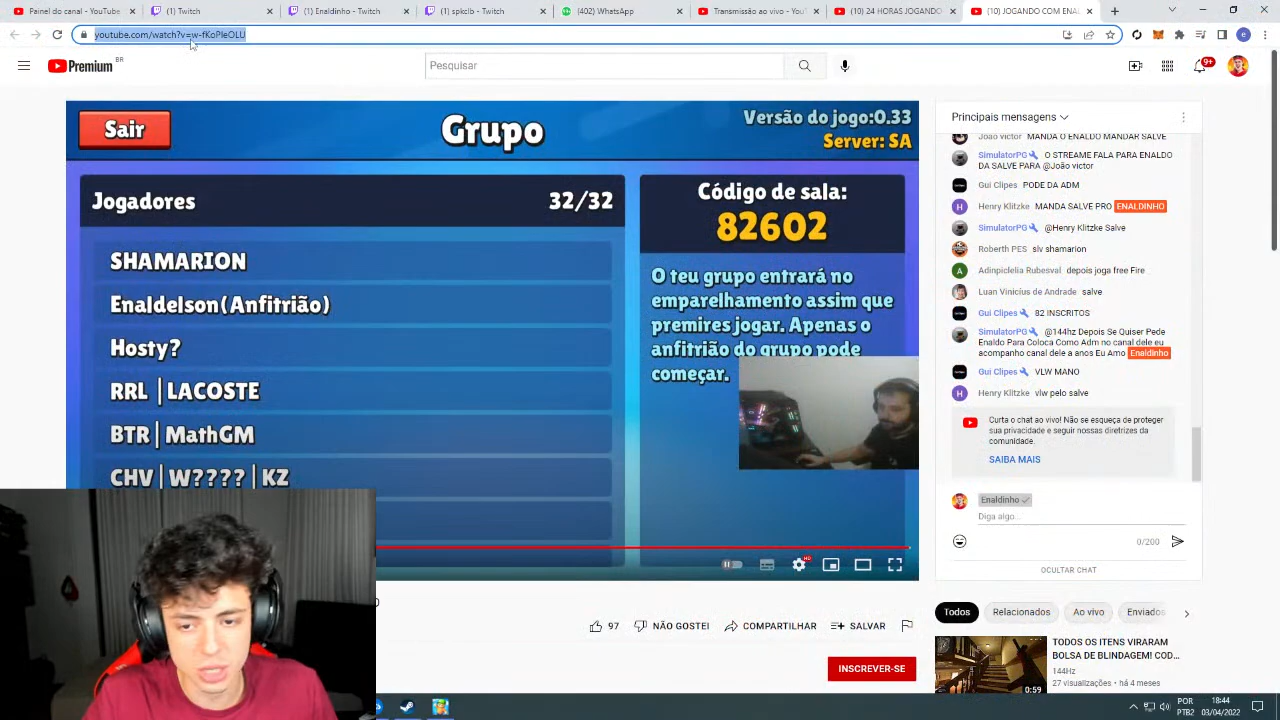 Painel do canal - YouTube
(1) Twitch
(1) Enaldinho - Twitch
(1) spkclb - Twitch
(402) WhatsApp
Transmissão ao vivo - You
(10) 24 HORAS JOGAND
(10) JOGANDO COM ENA
youtube.com/watch?v=w-fKoPIeOLU
Premium BR
Pesquisar
9+
Sair
Grupo
Versão do jogo:0.33
Server: SA
Jogadores 32/32
SHAMARION
Enaldelson(Anfitrião)
Hosty?
RRL | LACOSTE
BTR | MathGM
CHV | W???? | KZ
Código de sala:
82602
O teu grupo entrará no
emparelhamento assim que
premires jogar. Apenas o
anfitrião do grupo pode
começar.
HD
97
NÃO GOSTEI
COMPARTILHAR
SALVAR
INSCREVER-SE
Principais mensagens
João victor MANDA O ENALDO MANDAR SALVE
SimulatorPG O STREAME FALA PARA ENALDO
DA SALVE PARA @João victor
Gui Clipes PODE DA ADM
Henry Klitzke MANDA SALVE PRO ENALDINHO
SimulatorPG @Henry Klitzke Salve
Roberth PES slv shamarion
Adinpiclelia Rubesval depois joga free Fire
Luan Vinícius de Andrade salve
Gui Clipes 82 INSCRITOS
SimulatorPG @144hz Depois Se Quiser Pede
Enaldo Para Coloca Como Adm no canal dele eu
acompanho canal dele a anos Eu Amo Enaldinho
Gui Clipes VLW MANO
Henry Klitzke vlw pelo salve
Curta o chat ao vivo! Não se esqueça de proteger
sua privacidade e seguir nossas diretrizes da
comunidade.
SAIBA MAIS
Enaldinho
Diga algo...
0/200
OCULTAR CHAT
Todos
Relacionados
Ao vivo
Enviados
TODOS OS ITENS VIRARAM
BOLSA DE BLINDAGEM! COD...
144Hz
27 visualizações • há 4 meses
0:59
POR
PTB2
18:44
03/04/2022